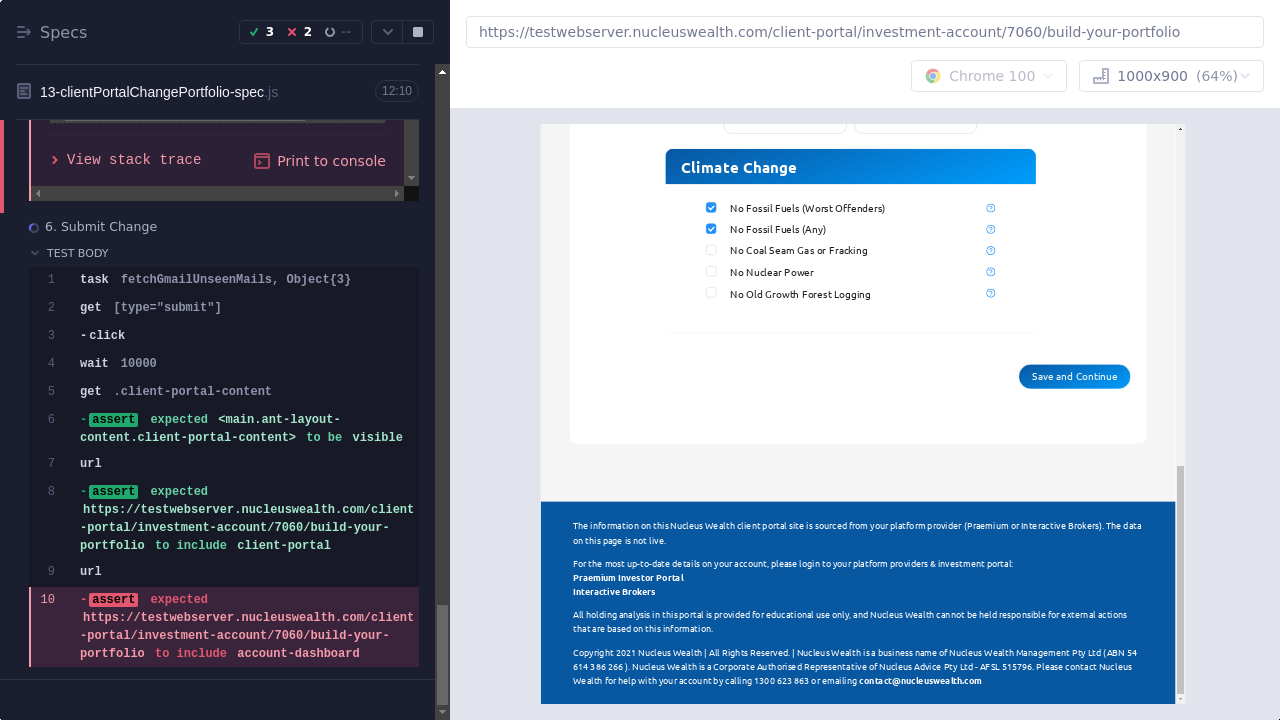 Specs
3
2
--
13-clientPortalChangePortfolio-spec.js
12:10
View stack trace
Print to console
6. Submit Change
TEST BODY
1 task fetchGmailUnseenMails, Object{3}
2 get [type="submit"]
3 -click
4 wait 10000
5 get .client-portal-content
6 -assert expected <main.ant-layout-
content.client-portal-content> to be visible
7 url
8 -assert expected
https://testwebserver.nucleuswealth.com/client
-portal/investment-account/7060/build-your-
portfolio to include client-portal
9 url
10 -assert expected
https://testwebserver.nucleuswealth.com/client
-portal/investment-account/7060/build-your-
portfolio to include account-dashboard
https://testwebserver.nucleuswealth.com/client-portal/investment-account/7060/build-your-portfolio
Chrome 100
1000x900 (64%)
Climate Change
No Fossil Fuels (Worst Offenders)
No Fossil Fuels (Any)
No Coal Seam Gas or Fracking
No Nuclear Power
No Old Growth Forest Logging
Save and Continue
The information on this Nucleus Wealth client portal site is sourced from your platform provider (Praemium or Interactive Brokers). The data
on this page is not live.
For the most up-to-date details on your account, please login to your platform providers & investment portal:
Praemium Investor Portal
Interactive Brokers
All holding analysis in this portal is provided for educational use only, and Nucleus Wealth cannot be held responsible for external actions
that are based on this information.
Copyright 2021 Nucleus Wealth | All Rights Reserved. | Nucleus Wealth is a business name of Nucleus Wealth Management Pty Ltd (ABN 54
614 386 266 ). Nucleus Wealth is a Corporate Authorised Representative of Nucleus Advice Pty Ltd - AFSL 515796. Please contact Nucleus
Wealth for help with your account by calling 1300 623 863 or emailing contact@nucleuswealth.com